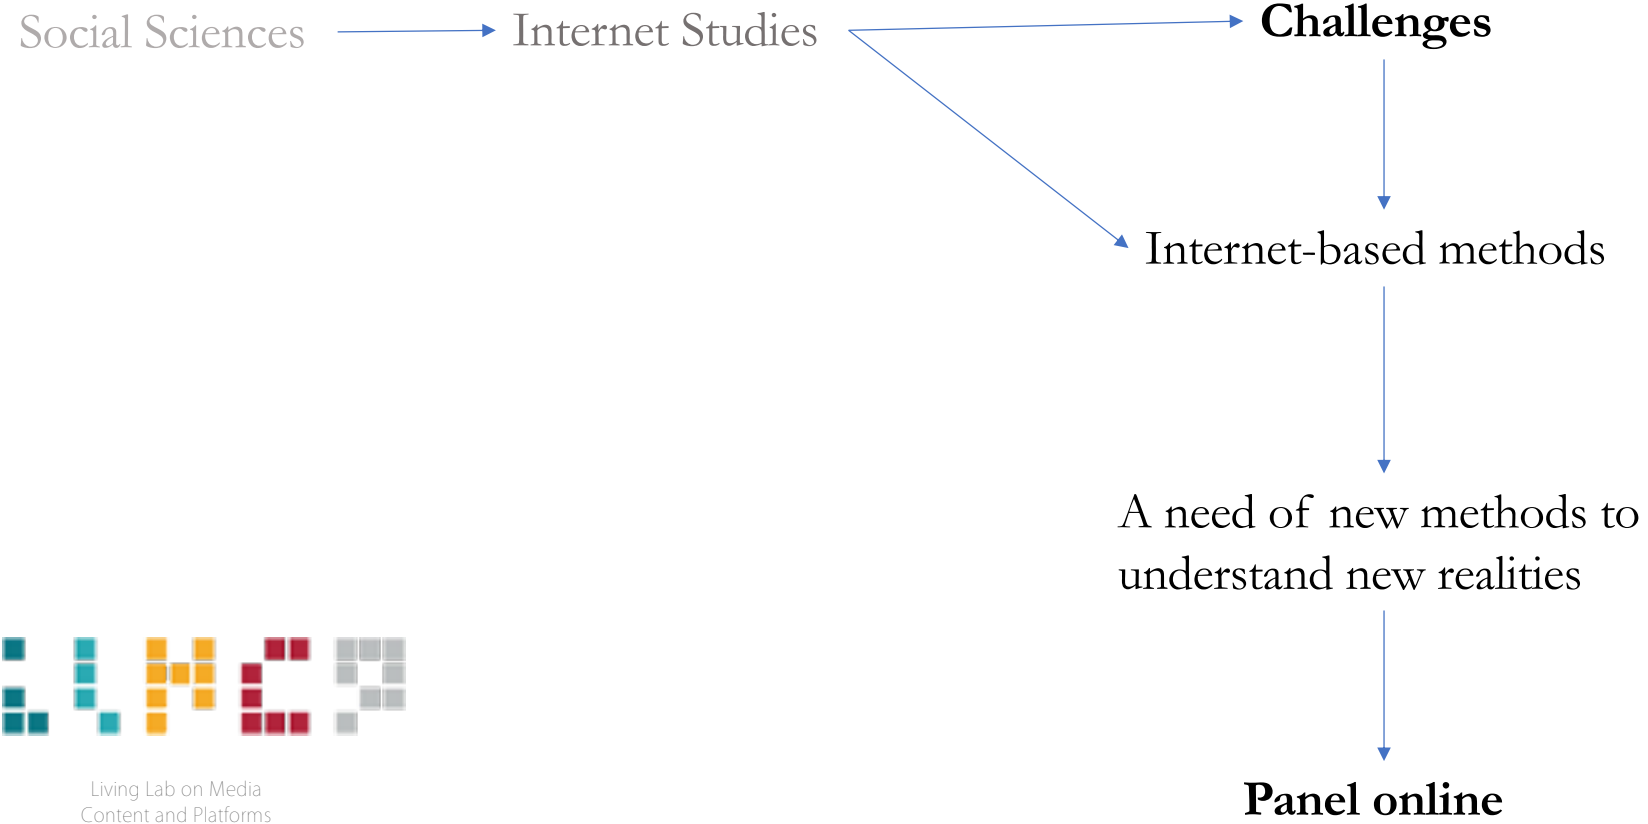 Social Sciences
Internet Studies
Challenges
Internet-based methods
A need of new methods to
understand new realities
LLMCP
Living Lab on Media
Content and Platforms
Panel online